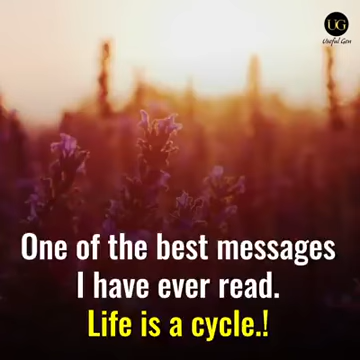 UG
Useful Gen
One of the best messages
I have ever read.
Life is a cycle.!